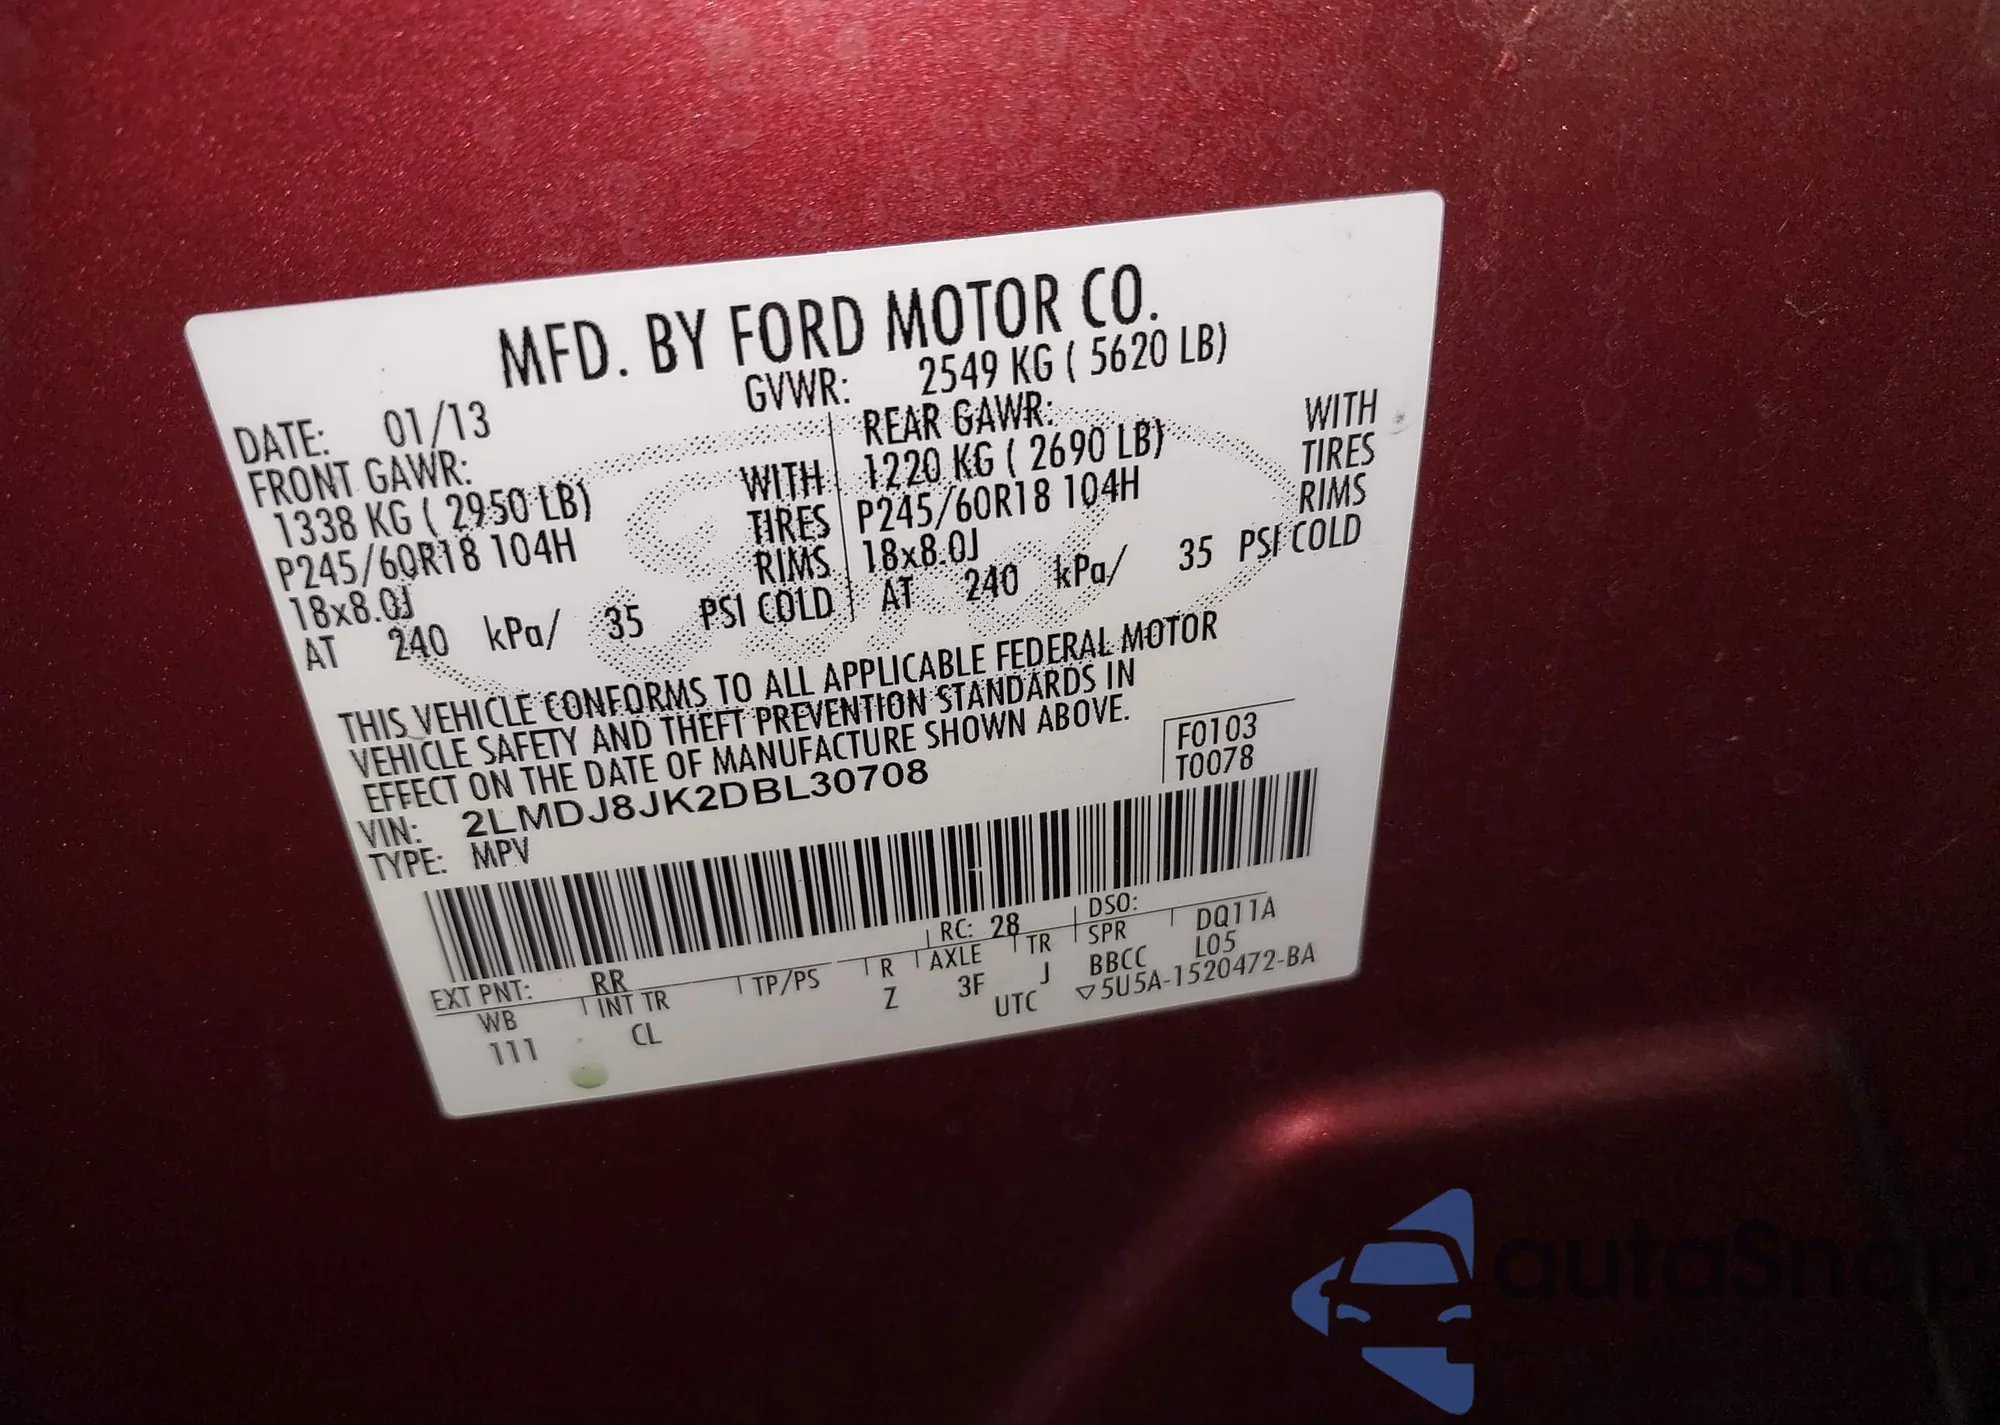 MFD. BY FORD MOTOR CO.
DATE: 01/13 GVWR: 2549 KG ( 5620 LB)
FRONT GAWR: REAR GAWR:
1338 KG ( 2950 LB) WITH 1220 KG ( 2690 LB) WITH
P245/60R18 104H TIRES P245/60R18 104H TIRES
18x8.0J RIMS 18x8.0J RIMS
AT 240 kPa/ 35 PSI COLD AT 240 kPa/ 35 PSI COLD
THIS VEHICLE CONFORMS TO ALL APPLICABLE FEDERAL MOTOR
VEHICLE SAFETY AND THEFT PREVENTION STANDARDS IN
EFFECT ON THE DATE OF MANUFACTURE SHOWN ABOVE.
VIN: 2LMDJ8JK2DBL30708 F0103
TYPE: MPV T0078
EXT PNT: RR RC: 28 DSO:
WB INT TR TP/PS R AXLE TR SPR DQ11A
111 CL Z 3F J BBCC L05
UTC ▽5U5A-1520472-BA
autaSnap